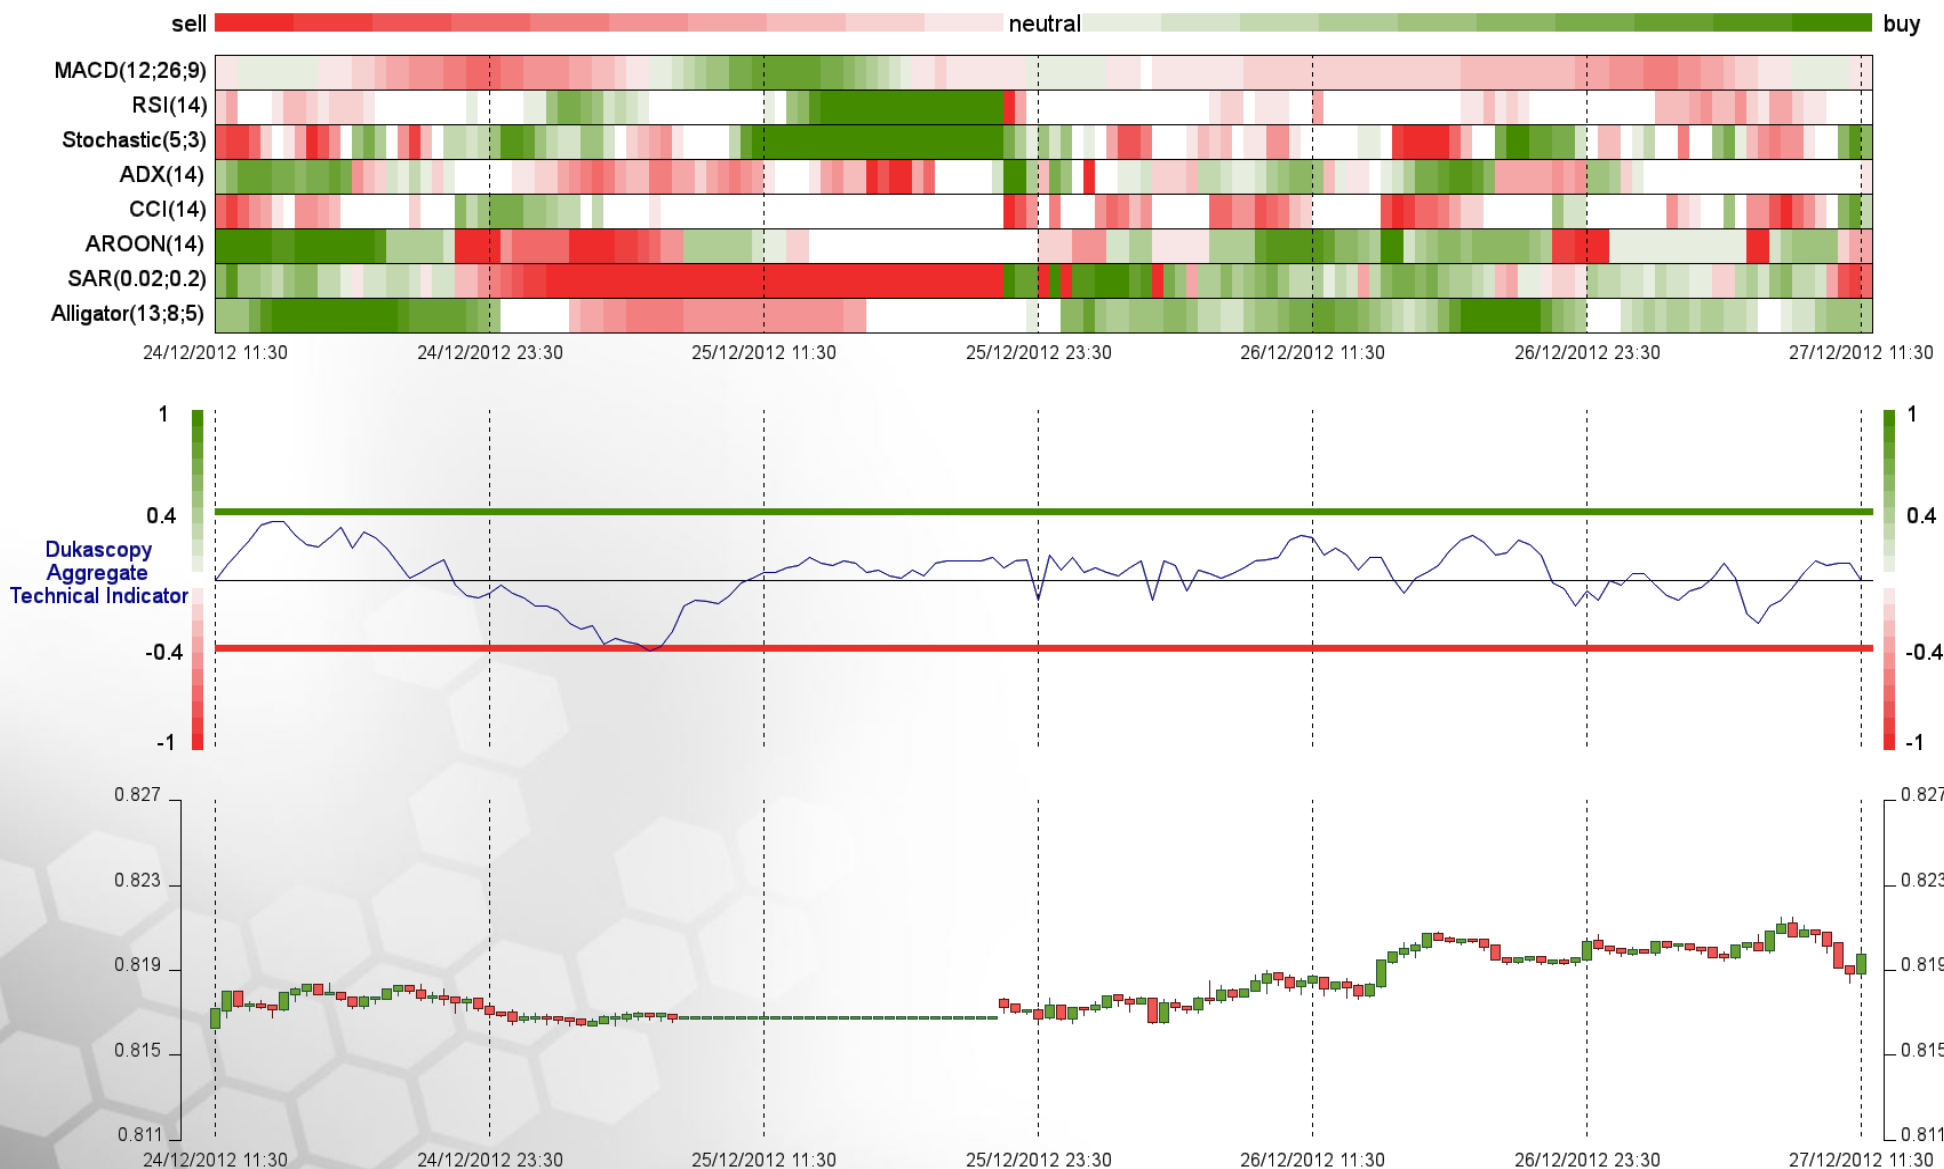 sell neutral buy
MACD(12;26;9)
RSI(14)
Stochastic(5;3)
ADX(14)
CCI(14)
AROON(14)
SAR(0.02;0.2)
Alligator(13;8;5)
24/12/2012 11:30 24/12/2012 23:30 25/12/2012 11:30 25/12/2012 23:30 26/12/2012 11:30 26/12/2012 23:30 27/12/2012 11:30
1 1
0.4 0.4
Dukascopy
Aggregate
Technical Indicator
-0.4 -0.4
-1 -1
0.827 0.827
0.823 0.823
0.819 0.819
0.815 0.815
0.811 0.811
24/12/2012 11:30 24/12/2012 23:30 25/12/2012 11:30 25/12/2012 23:30 26/12/2012 11:30 26/12/2012 23:30 27/12/2012 11:30